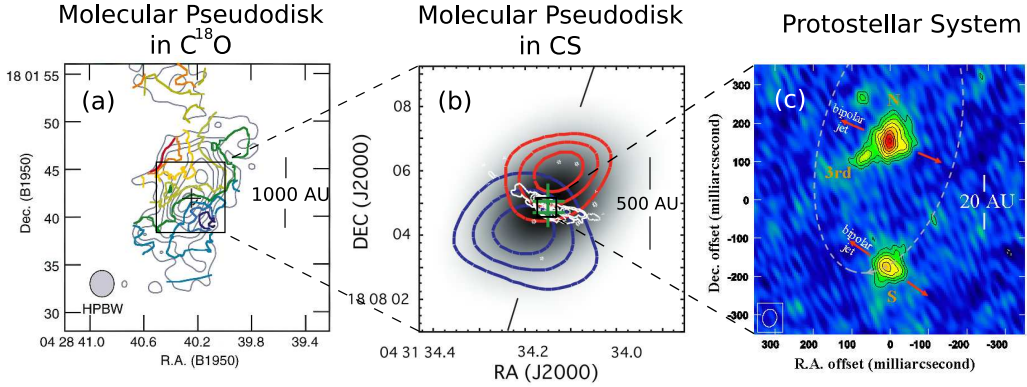 Molecular Pseudodisk
in C18O
Molecular Pseudodisk
in CS
Protostellar System
(a)
18 01 55
50
45
40
35
Dec. (B1950)
1000 AU
HPBW
04 28 41.0
40.6
40.2
39.8
39.4
R.A. (B1950)
(b)
08
06
04
18 08 02
DEC (J2000)
500 AU
04 31 34.4
34.2
34.0
RA (J2000)
(c)
300
200
100
0
-100
-200
-300
Dec. offset (milliarcsecond)
N
bipolar
jet
3rd
20 AU
bipolar
jet
S
300
200
100
0
-100
-200
-300
R.A. offset (milliarcsecond)